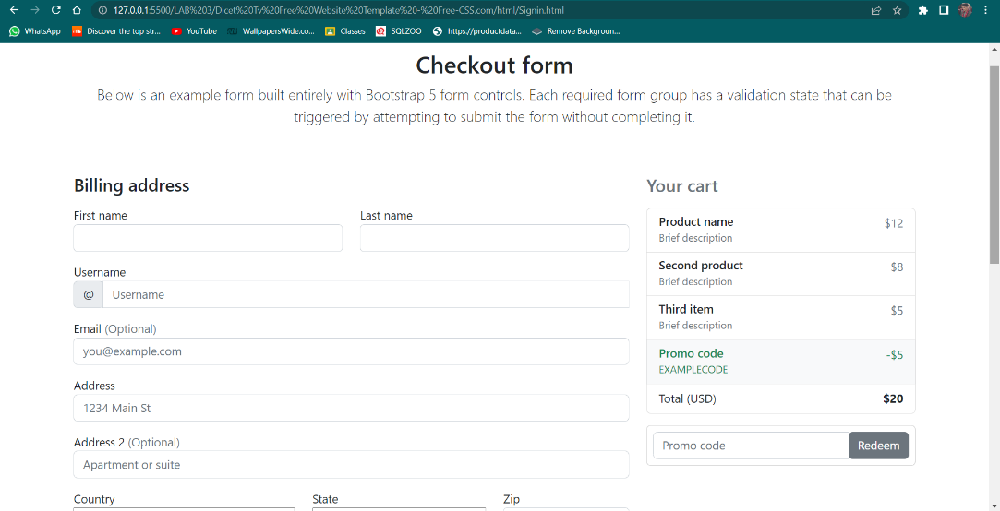 127.0.0.1:5500/LAB%203/Dicet%20Tv%20Free%20Website%20Template%20-%20Free-CSS.com/html/Signin.html
WhatsApp Discover the top str... YouTube WallpapersWide.co... Classes SQLZOO https://productdata... Remove Backgroun...
Checkout form
Below is an example form built entirely with Bootstrap 5 form controls. Each required form group has a validation state that can be
triggered by attempting to submit the form without completing it.
Billing address
First name Last name
Username
@ Username
Email (Optional)
you@example.com
Address
1234 Main St
Address 2 (Optional)
Apartment or suite
Country State Zip
Your cart
Product name $12
Brief description
Second product $8
Brief description
Third item $5
Brief description
Promo code -$5
EXAMPLECODE
Total (USD) $20
Promo code Redeem